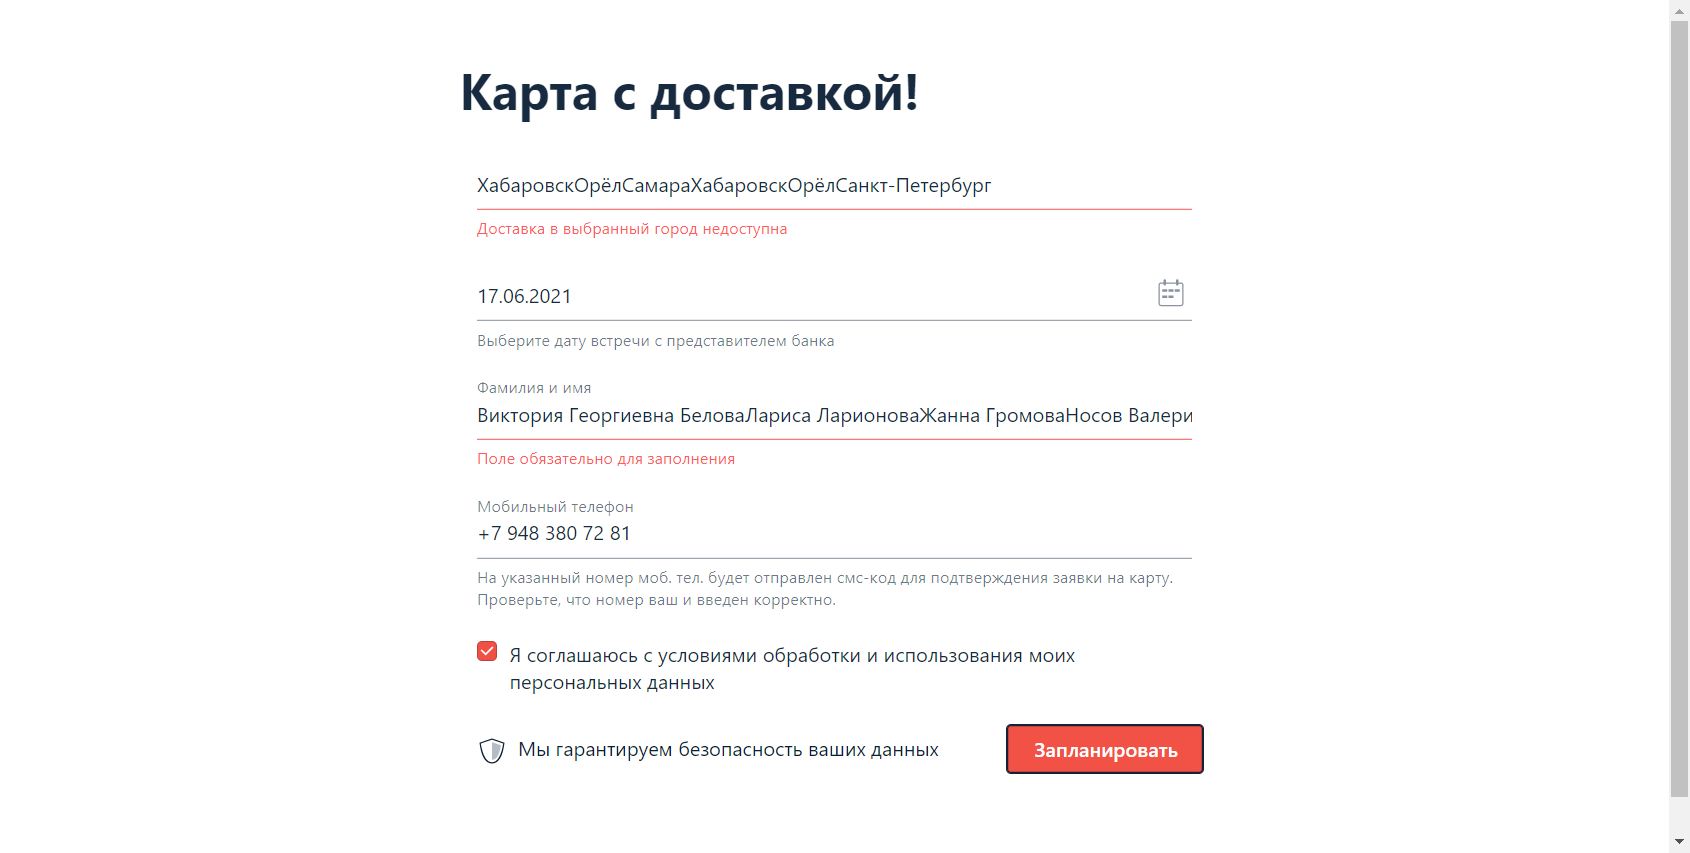 Карта с доставкой!
ХабаровскОрёлСамараХабаровскОрёлСанкт-Петербург
Доставка в выбранный город недоступна
17.06.2021
Выберите дату встречи с представителем банка
Фамилия и имя
Виктория Георгиевна БеловаЛариса ЛарионоваЖанна ГромоваНосов Валери
Поле обязательно для заполнения
Мобильный телефон
+7 948 380 72 81
На указанный номер моб. тел. будет отправлен смс-код для подтверждения заявки на карту.
Проверьте, что номер ваш и введен корректно.
Я соглашаюсь с условиями обработки и использования моих
персональных данных
Мы гарантируем безопасность ваших данных
Запланировать